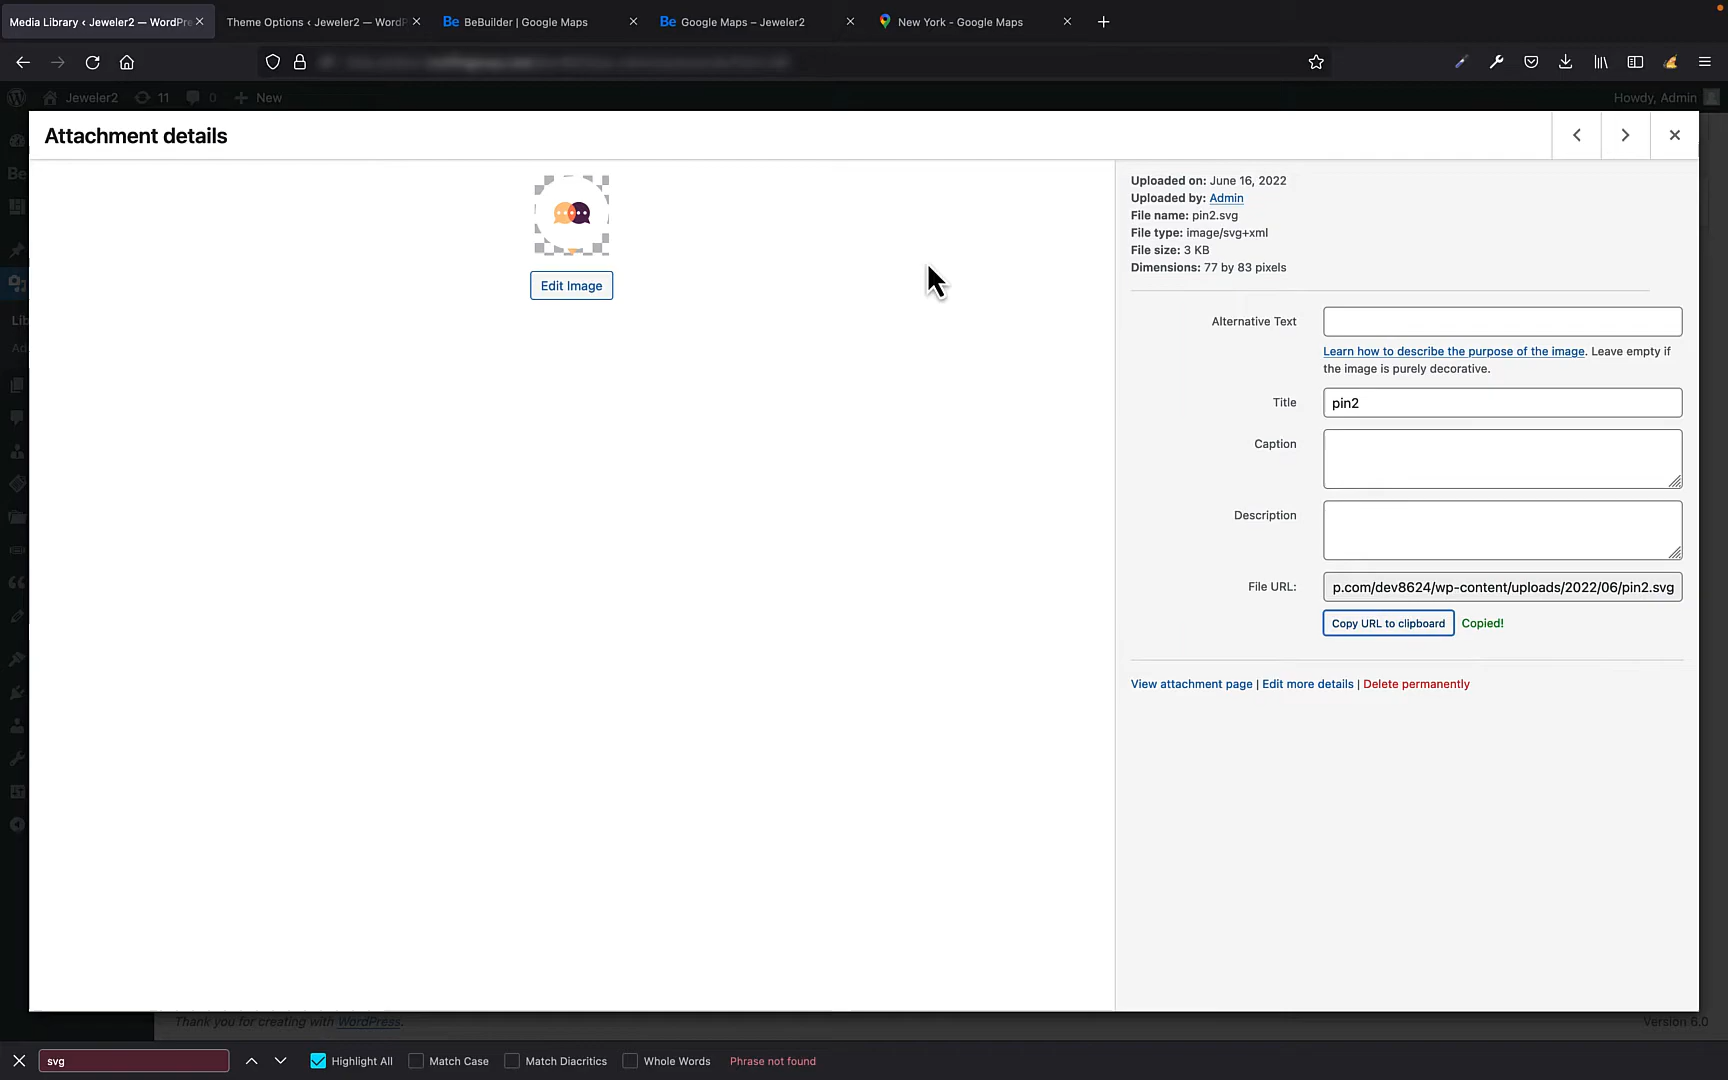 Media Library ‹ Jeweler2 — WordPre
Theme Options ‹ Jeweler2 — WordP
Be BeBuilder | Google Maps
Be Google Maps – Jeweler2
New York - Google Maps
Jeweler2 11 0 + New
Howdy, Admin
Attachment details
Edit Image
Uploaded on: June 16, 2022
Uploaded by: Admin
File name: pin2.svg
File type: image/svg+xml
File size: 3 KB
Dimensions: 77 by 83 pixels
Alternative Text
Learn how to describe the purpose of the image. Leave empty if
the image is purely decorative.
Title pin2
Caption
Description
File URL: p.com/dev8624/wp-content/uploads/2022/06/pin2.svg
Copy URL to clipboard Copied!
View attachment page | Edit more details | Delete permanently
Be
Lib
Ad
Thank you for creating with WordPress.
Version 6.0
svg Highlight All Match Case Match Diacritics Whole Words Phrase not found